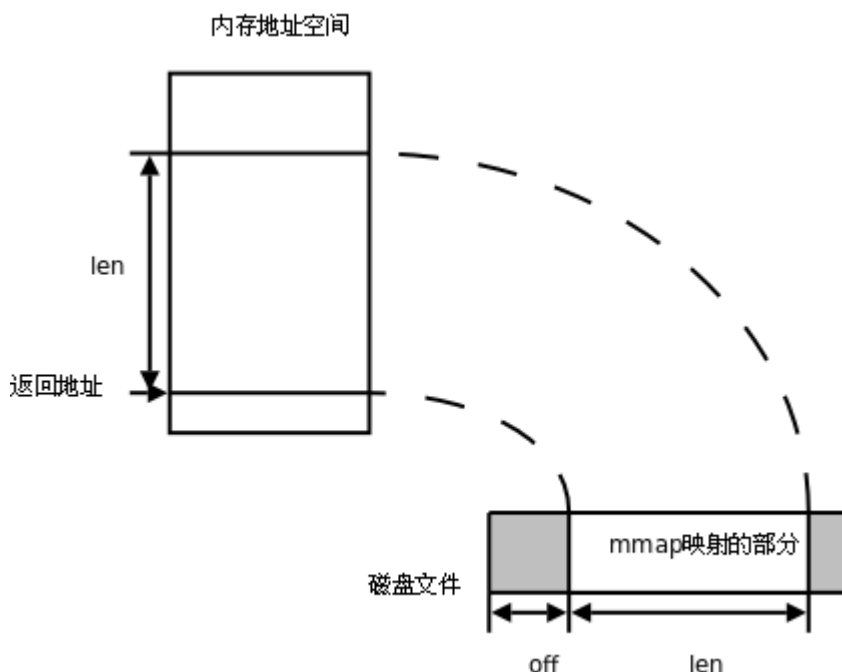 内存地址空间
len
返回地址
mmap映射的部分
磁盘文件
off
len